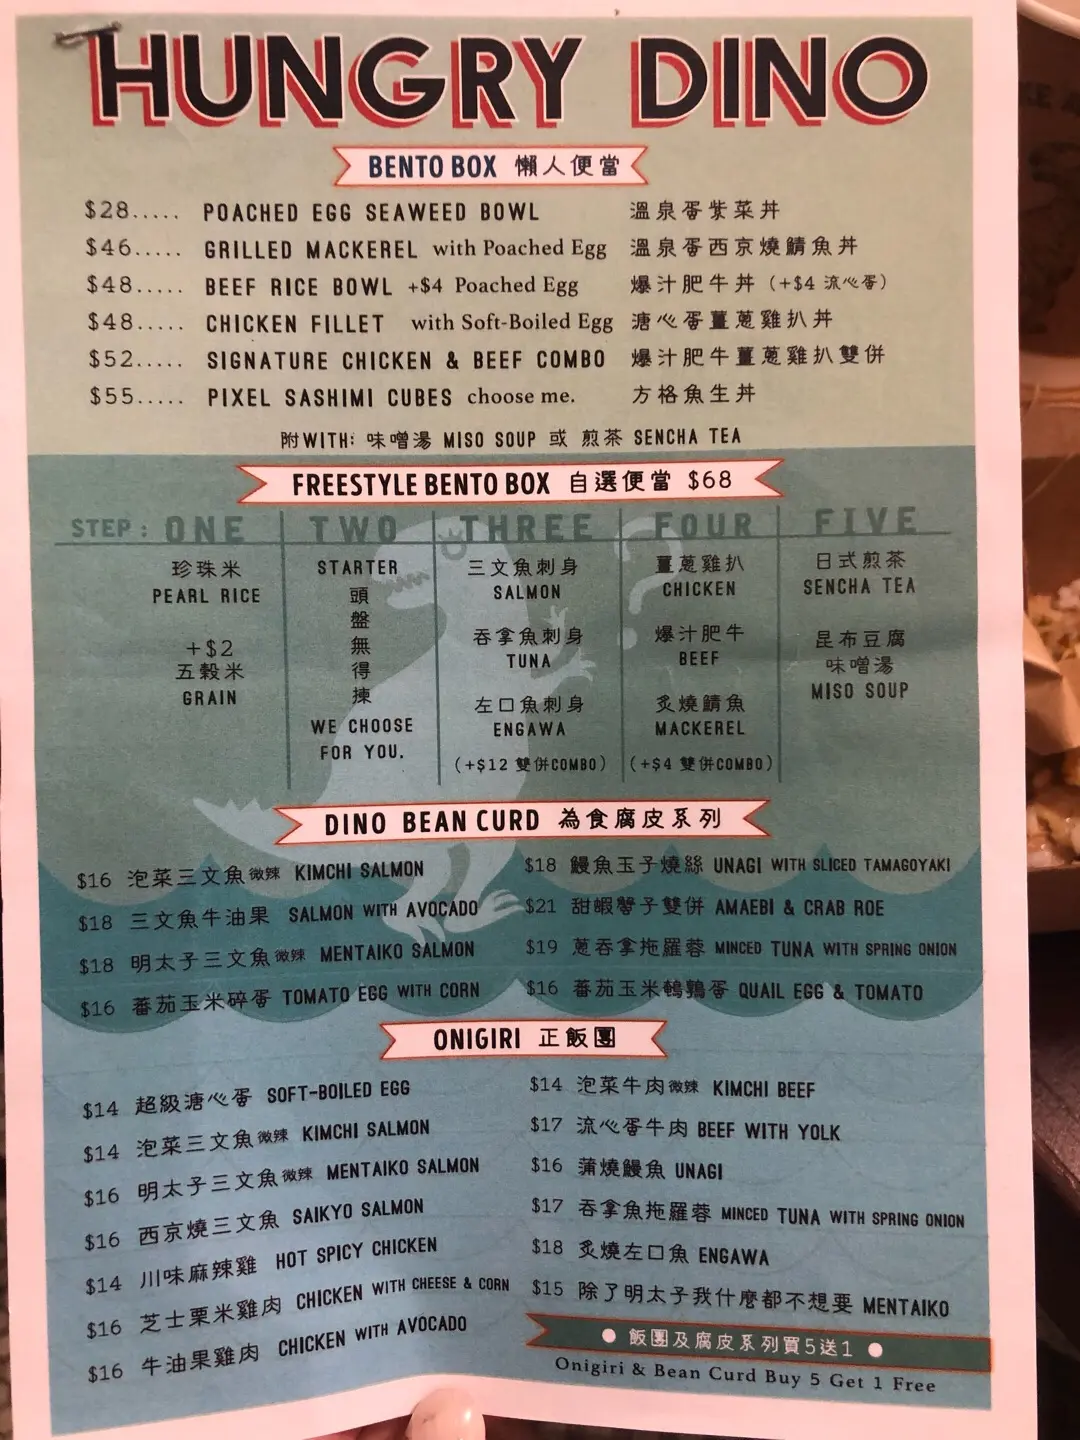 HUNGRY DINO
BENTO BOX 懶人便當
$28..... POACHED EGG SEAWEED BOWL 溫泉蛋紫菜丼
$46..... GRILLED MACKEREL with Poached Egg 溫泉蛋西京燒鯖魚丼
$48..... BEEF RICE BOWL +$4 Poached Egg 爆汁肥牛丼 (+$4 流心蛋)
$48..... CHICKEN FILLET with Soft-Boiled Egg 溏心蛋薑蔥雞扒丼
$52..... SIGNATURE CHICKEN & BEEF COMBO 爆汁肥牛薑蔥雞扒雙併
$55..... PIXEL SASHIMI CUBES choose me. 方格魚生丼
附WITH: 味噌湯 MISO SOUP 或 煎茶 SENCHA TEA
FREESTYLE BENTO BOX 自選便當 $68
STEP: ONE TWO THREE FOUR FIVE
珍珠米
PEARL RICE
+$2
五穀米
GRAIN
STARTER
頭盤無得揀
WE CHOOSE
FOR YOU.
三文魚刺身
SALMON
吞拿魚刺身
TUNA
左口魚刺身
ENGAWA
(+$12 雙併COMBO)
薑蔥雞扒
CHICKEN
爆汁肥牛
BEEF
炙燒鯖魚
MACKEREL
(+$4 雙併COMBO)
日式煎茶
SENCHA TEA
昆布豆腐
味噌湯
MISO SOUP
DINO BEAN CURD 為食腐皮系列
$16 泡菜三文魚微辣 KIMCHI SALMON
$18 三文魚牛油果 SALMON WITH AVOCADO
$18 明太子三文魚微辣 MENTAIKO SALMON
$16 蕃茄玉米碎蛋 TOMATO EGG WITH CORN
$18 鰻魚玉子燒絲 UNAGI WITH SLICED TAMAGOYAKI
$21 甜蝦蟹子雙併 AMAEBI & CRAB ROE
$19 蔥吞拿拖羅蓉 MINCED TUNA WITH SPRING ONION
$16 蕃茄玉米鵪鶉蛋 QUAIL EGG & TOMATO
ONIGIRI 正飯團
$14 超級溏心蛋 SOFT-BOILED EGG
$14 泡菜三文魚微辣 KIMCHI SALMON
$16 明太子三文魚微辣 MENTAIKO SALMON
$16 西京燒三文魚 SAIKYO SALMON
$14 川味麻辣雞 HOT SPICY CHICKEN
$16 芝士粟米雞肉 CHICKEN WITH CHEESE & CORN
$16 牛油果雞肉 CHICKEN WITH AVOCADO
$14 泡菜牛肉微辣 KIMCHI BEEF
$17 流心蛋牛肉 BEEF WITH YOLK
$16 蒲燒鰻魚 UNAGI
$17 吞拿魚拖羅蓉 MINCED TUNA WITH SPRING ONION
$18 炙燒左口魚 ENGAWA
$15 除了明太子我什麼都不想要 MENTAIKO
飯團及腐皮系列買5送1
Onigiri & Bean Curd Buy 5 Get 1 Free